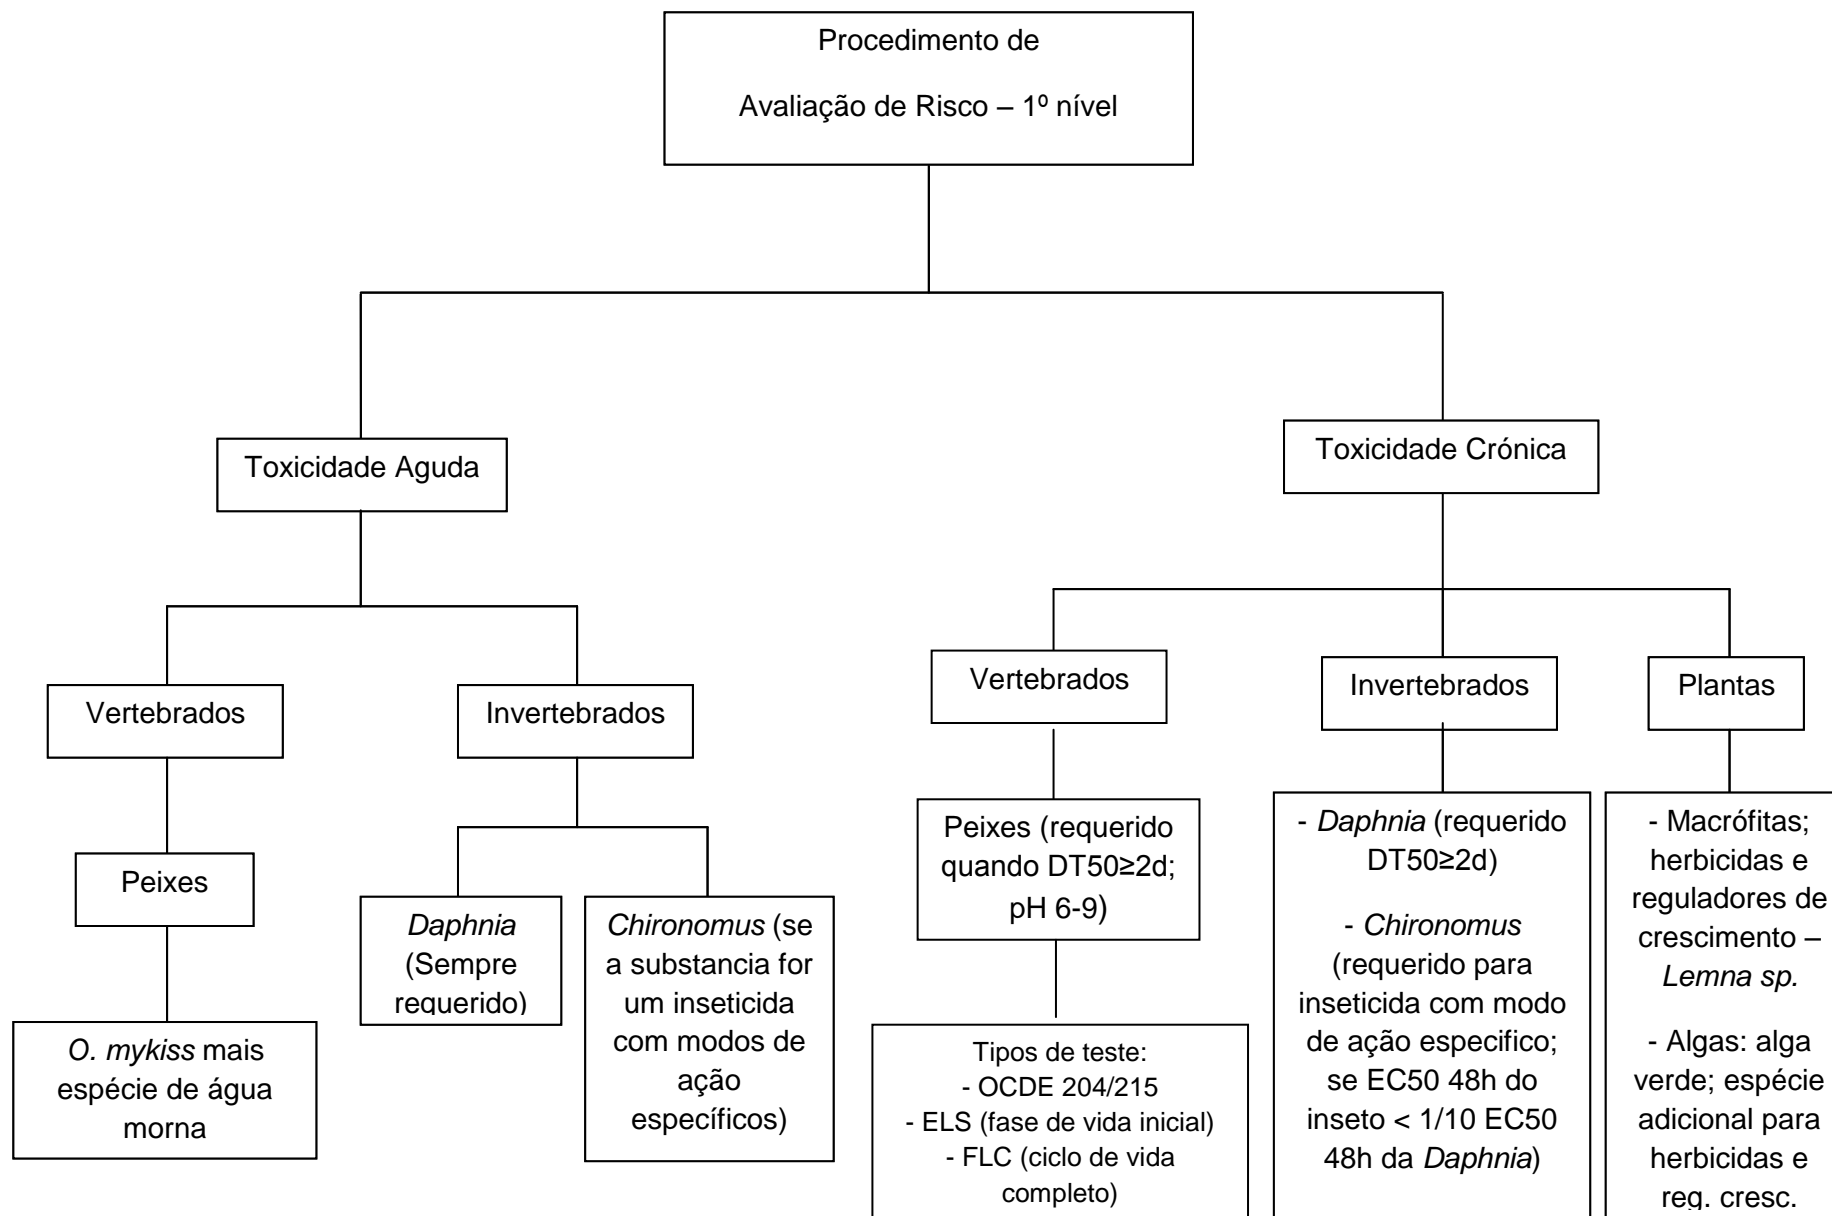 Procedimento de
Avaliação de Risco – 1º nível
Toxicidade Aguda
Toxicidade Crónica
Vertebrados
Invertebrados
Vertebrados
Invertebrados
Plantas
Peixes
O. mykiss mais
espécie de água
morna
Daphnia
(Sempre
requerido)
Chironomus (se
a substancia for
um inseticida
com modos de
ação
específicos)
Peixes (requerido
quando DT50≥2d;
pH 6-9)
Tipos de teste:
- OCDE 204/215
- ELS (fase de vida inicial)
- FLC (ciclo de vida
completo)
- Daphnia (requerido
DT50≥2d)
- Chironomus
(requerido para
inseticida com modo
de ação especifico;
se EC50 48h do
inseto < 1/10 EC50
48h da Daphnia)
- Macrófitas;
herbicidas e
reguladores de
crescimento –
Lemna sp.
- Algas: alga
verde; espécie
adicional para
herbicidas e
reg. cresc.